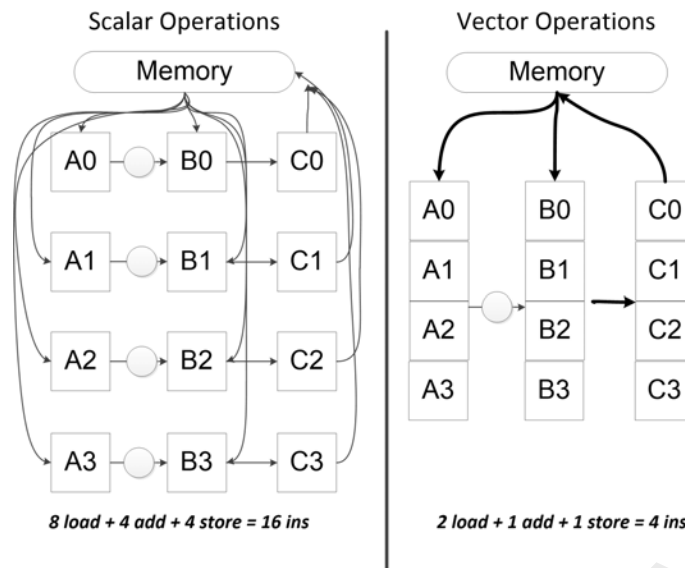 Scalar Operations
Memory
A0 B0 C0
A1 B1 C1
A2 B2 C2
A3 B3 C3
8 load + 4 add + 4 store = 16 ins
Vector Operations
Memory
A0 B0 C0
A1 B1 C1
A2 B2 C2
A3 B3 C3
2 load + 1 add + 1 store = 4 ins